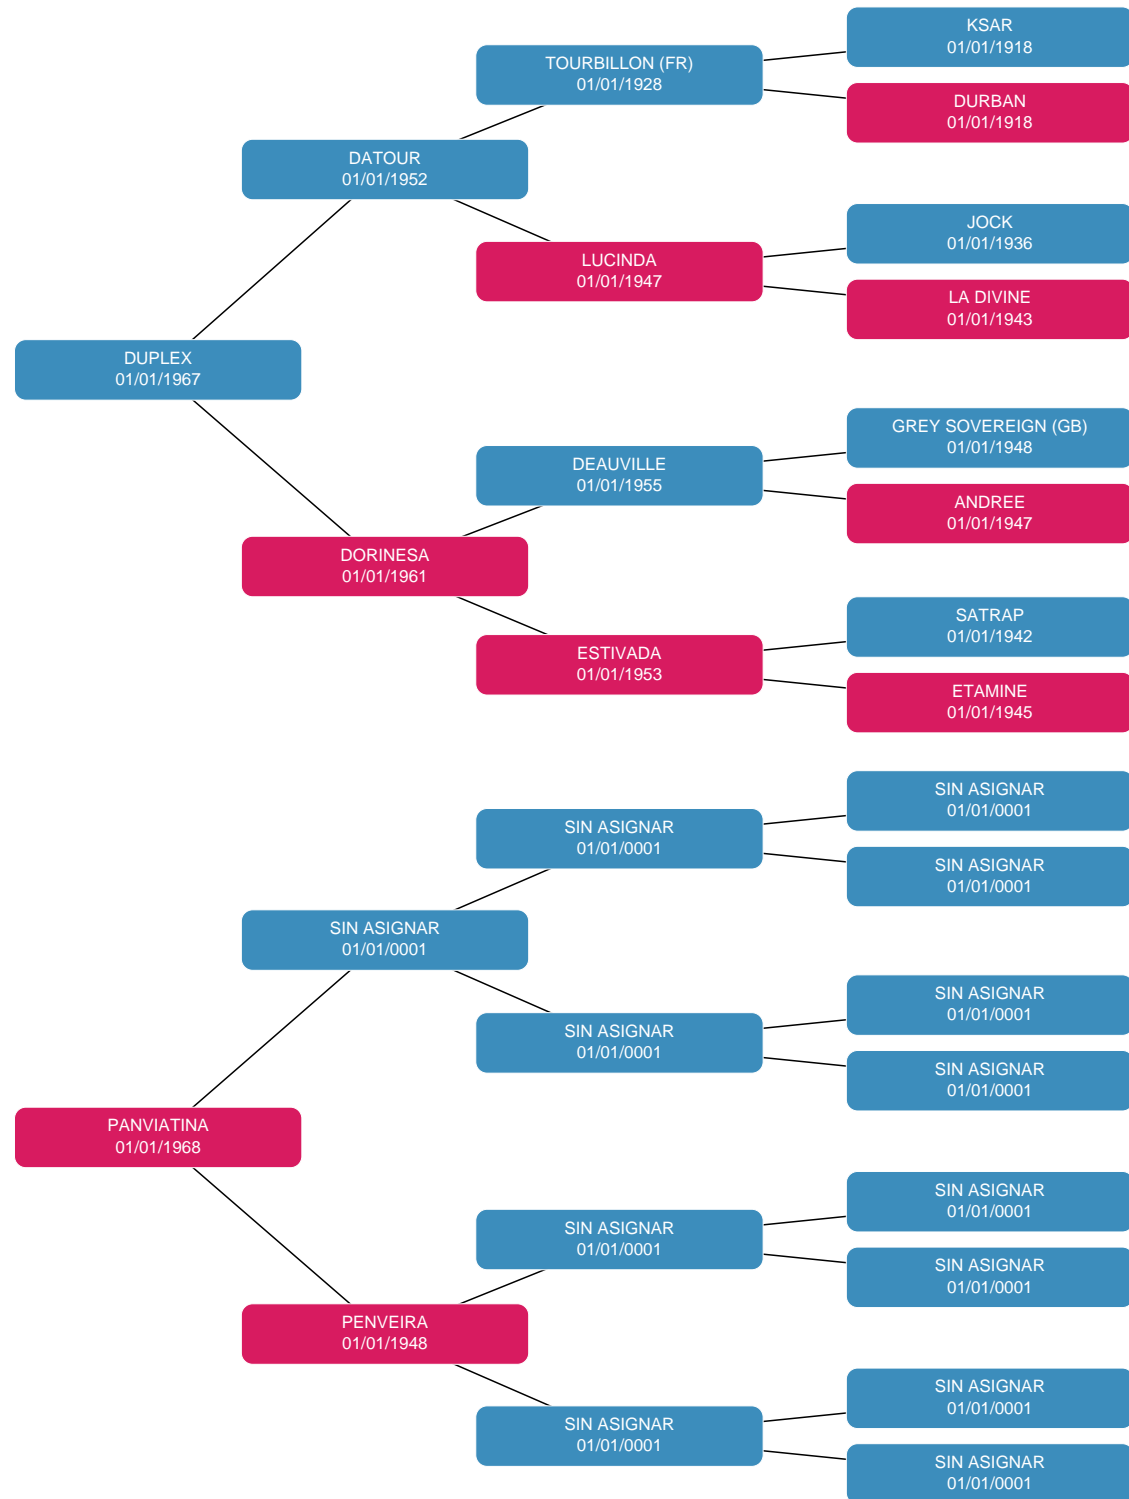 KSAR
01/01/1918
TOURBILLON (FR)
01/01/1928
DURBAN
01/01/1918
DATOUR
01/01/1952
JOCK
01/01/1936
LUCINDA
01/01/1947
LA DIVINE
01/01/1943
DUPLEX
01/01/1967
GREY SOVEREIGN (GB)
01/01/1948
DEAUVILLE
01/01/1955
ANDREE
01/01/1947
DORINESA
01/01/1961
SATRAP
01/01/1942
ESTIVADA
01/01/1953
ETAMINE
01/01/1945
SIN ASIGNAR
01/01/0001
SIN ASIGNAR
01/01/0001
SIN ASIGNAR
01/01/0001
SIN ASIGNAR
01/01/0001
SIN ASIGNAR
01/01/0001
SIN ASIGNAR
01/01/0001
SIN ASIGNAR
01/01/0001
PANVIATINA
01/01/1968
SIN ASIGNAR
01/01/0001
SIN ASIGNAR
01/01/0001
SIN ASIGNAR
01/01/0001
PENVEIRA
01/01/1948
SIN ASIGNAR
01/01/0001
SIN ASIGNAR
01/01/0001
SIN ASIGNAR
01/01/0001